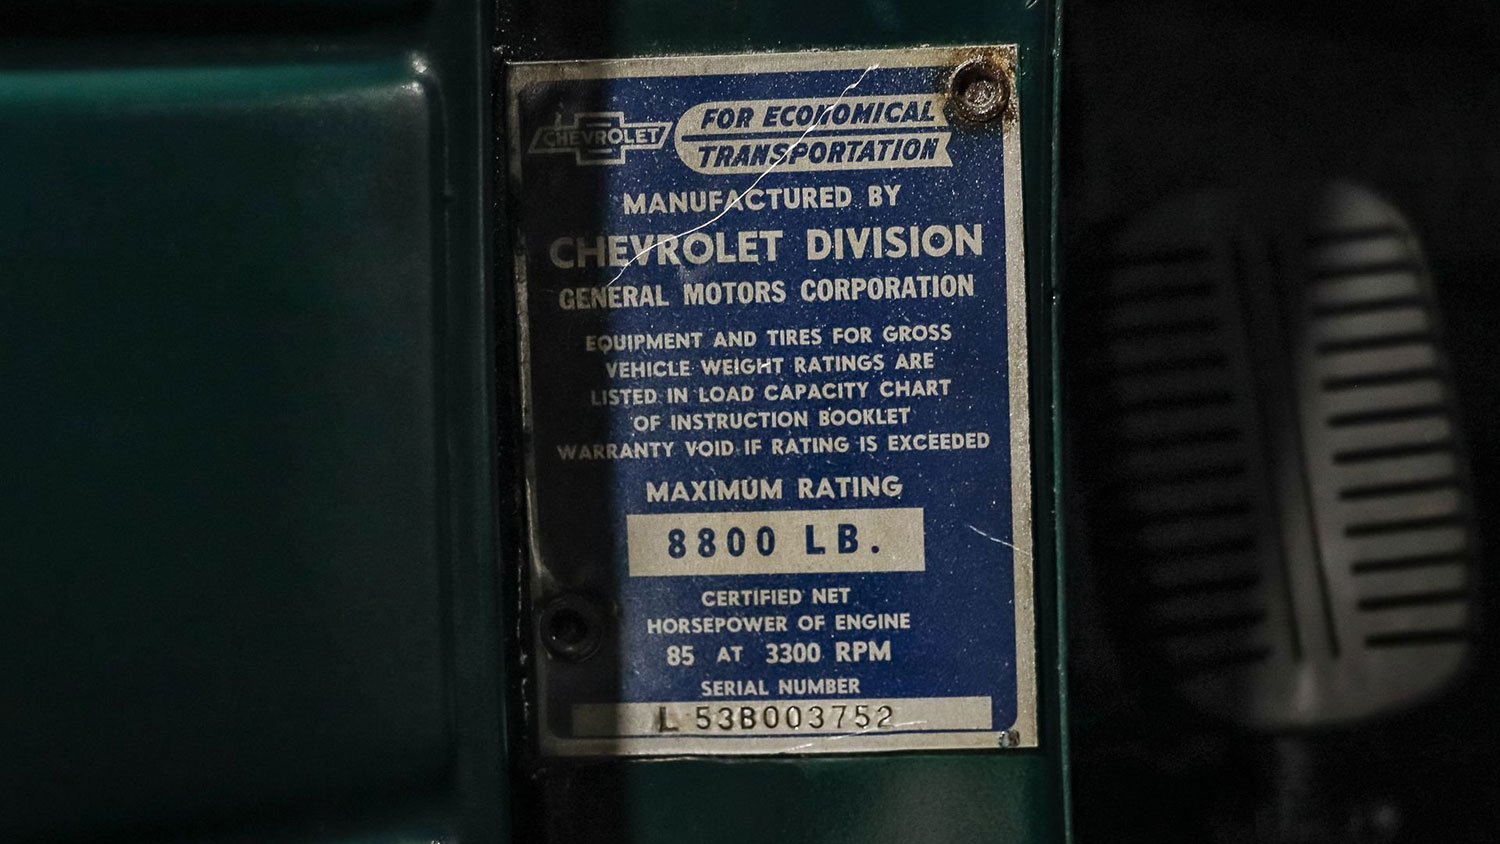 CHEVROLET
FOR ECONOMICAL
TRANSPORTATION
MANUFACTURED BY
CHEVROLET DIVISION
GENERAL MOTORS CORPORATION
EQUIPMENT AND TIRES FOR GROSS
VEHICLE WEIGHT RATINGS ARE
LISTED IN LOAD CAPACITY CHART
OF INSTRUCTION BOOKLET
WARRANTY VOID IF RATING IS EXCEEDED
MAXIMUM RATING
8800 LB.
CERTIFIED NET
HORSEPOWER OF ENGINE
85 AT 3300 RPM
SERIAL NUMBER
L 53B003752